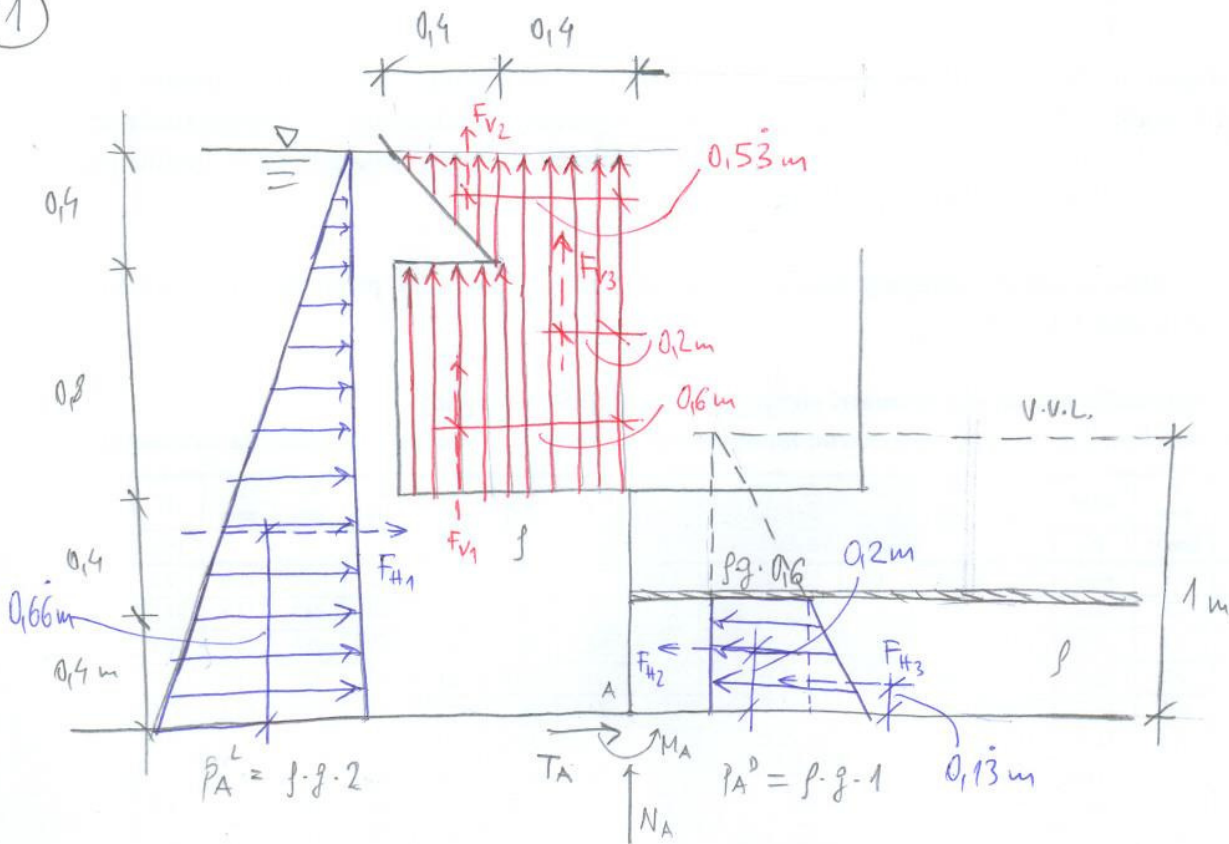 1
0,4 0,4
F_V2
0,53̇ m
0,4
F_V3
0,2 m
0,8
0,6 m
V.V.L.
F_V1
ρ
0,4
F_H1
ρg·0,6
0,2 m
0,66̇ m
1 m
0,4 m
F_H2
F_H3
ρ
A
T_A
M_A
p_A^L = ρ·g·2
p_A^D = ρ·g·1
0,13̇ m
N_A